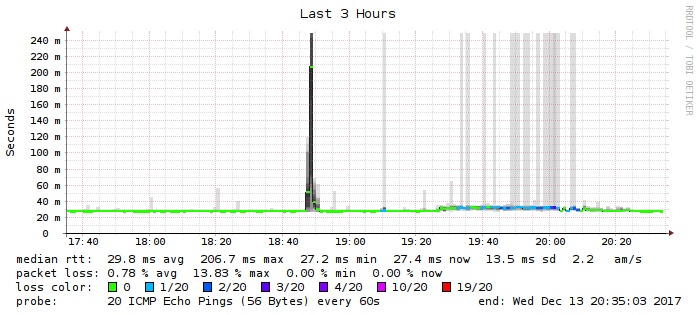 Last 3 Hours
RRDTOOL / TOBI OETIKER
Seconds
240 m
220 m
200 m
180 m
160 m
140 m
120 m
100 m
80 m
60 m
40 m
20 m
0
17:40 18:00 18:20 18:40 19:00 19:20 19:40 20:00 20:20
median rtt: 29.8 ms avg 206.7 ms max 27.2 ms min 27.4 ms now 13.5 ms sd 2.2 am/s
packet loss: 0.78 % avg 13.83 % max 0.00 % min 0.00 % now
loss color: 0 1/20 2/20 3/20 4/20 10/20 19/20
probe: 20 ICMP Echo Pings (56 Bytes) every 60s end: Wed Dec 13 20:35:03 2017